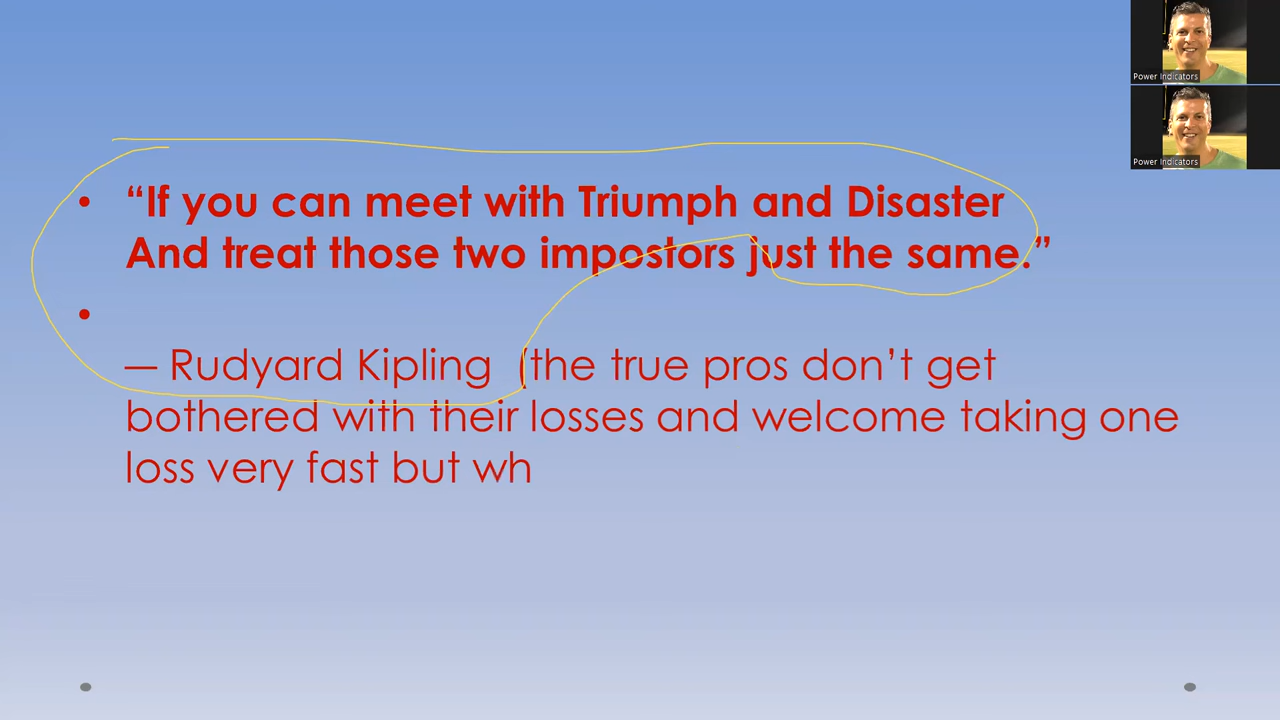 Power Indicators
Power Indicators
• “If you can meet with Triumph and Disaster
And treat those two impostors just the same.”
•
― Rudyard Kipling (the true pros don’t get
bothered with their losses and welcome taking one
loss very fast but wh